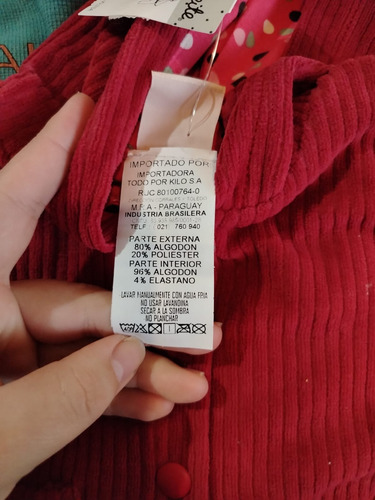 IMPORTADO POR
IMPORTADORA
TODO POR KILO S.A
RUC 80100764-0
M.R.A - PARAGUAY
INDUSTRIA BRASILERA
TELF : 021 760 940
PARTE EXTERNA
80% ALGODON
20% POLIESTER
PARTE INTERIOR
96% ALGODON
4% ELASTANO
LAVAR MANUALMENTE CON AGUA FRIA
NO USAR LAVANDINA
SECAR A LA SOMBRA
NO PLANCHAR